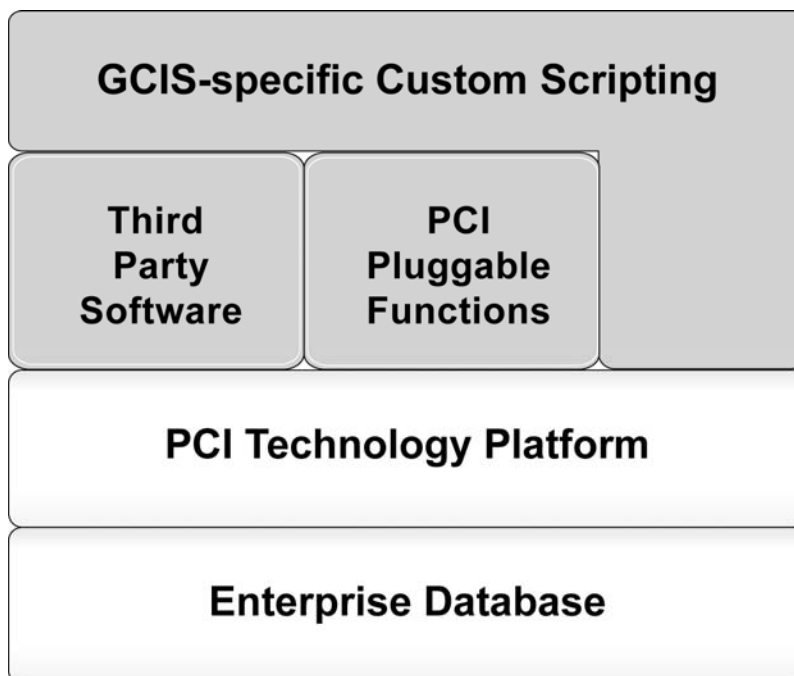 GCIS-specific Custom Scripting
Third
Party
Software
PCI
Pluggable
Functions
PCI Technology Platform
Enterprise Database